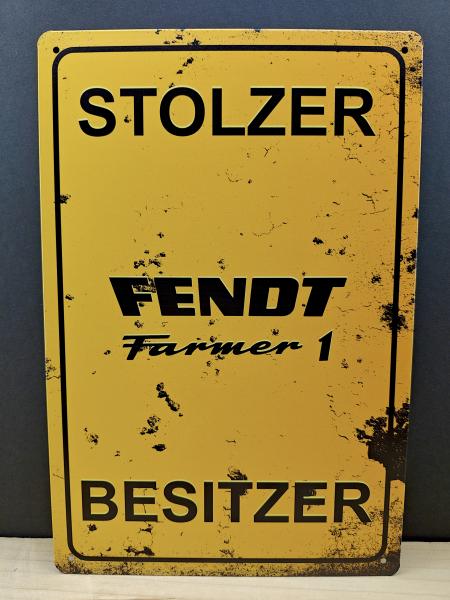 STOLZER
FENDT
Farmer 1
BESITZER